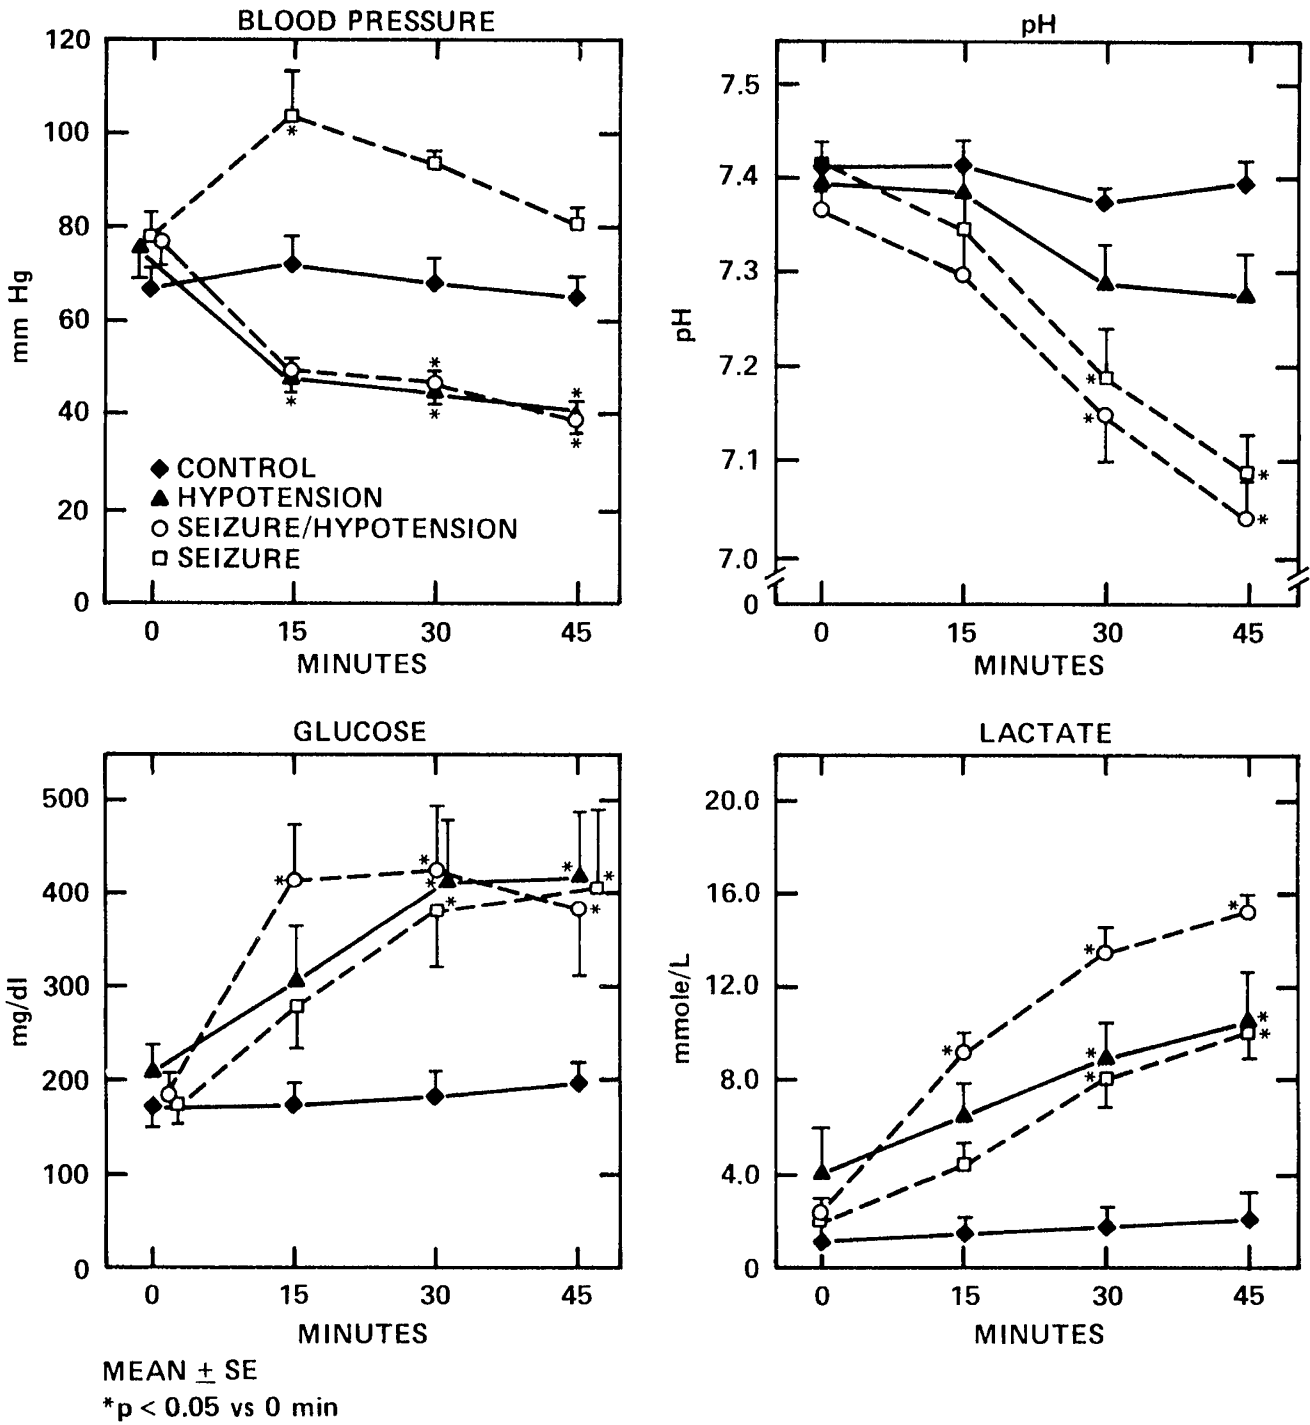 BLOOD PRESSURE
120
100
80
60
40
20
0
mm Hg
CONTROL
HYPOTENSION
SEIZURE/HYPOTENSION
SEIZURE
0 15 30 45
MINUTES
pH
7.5
7.4
7.3
7.2
7.1
7.0
0
pH
0 15 30 45
MINUTES
GLUCOSE
500
400
300
200
100
0
mg/dl
0 15 30 45
MINUTES
LACTATE
20.0
16.0
12.0
8.0
4.0
0
mmole/L
0 15 30 45
MINUTES
MEAN ± SE
*p < 0.05 vs 0 min